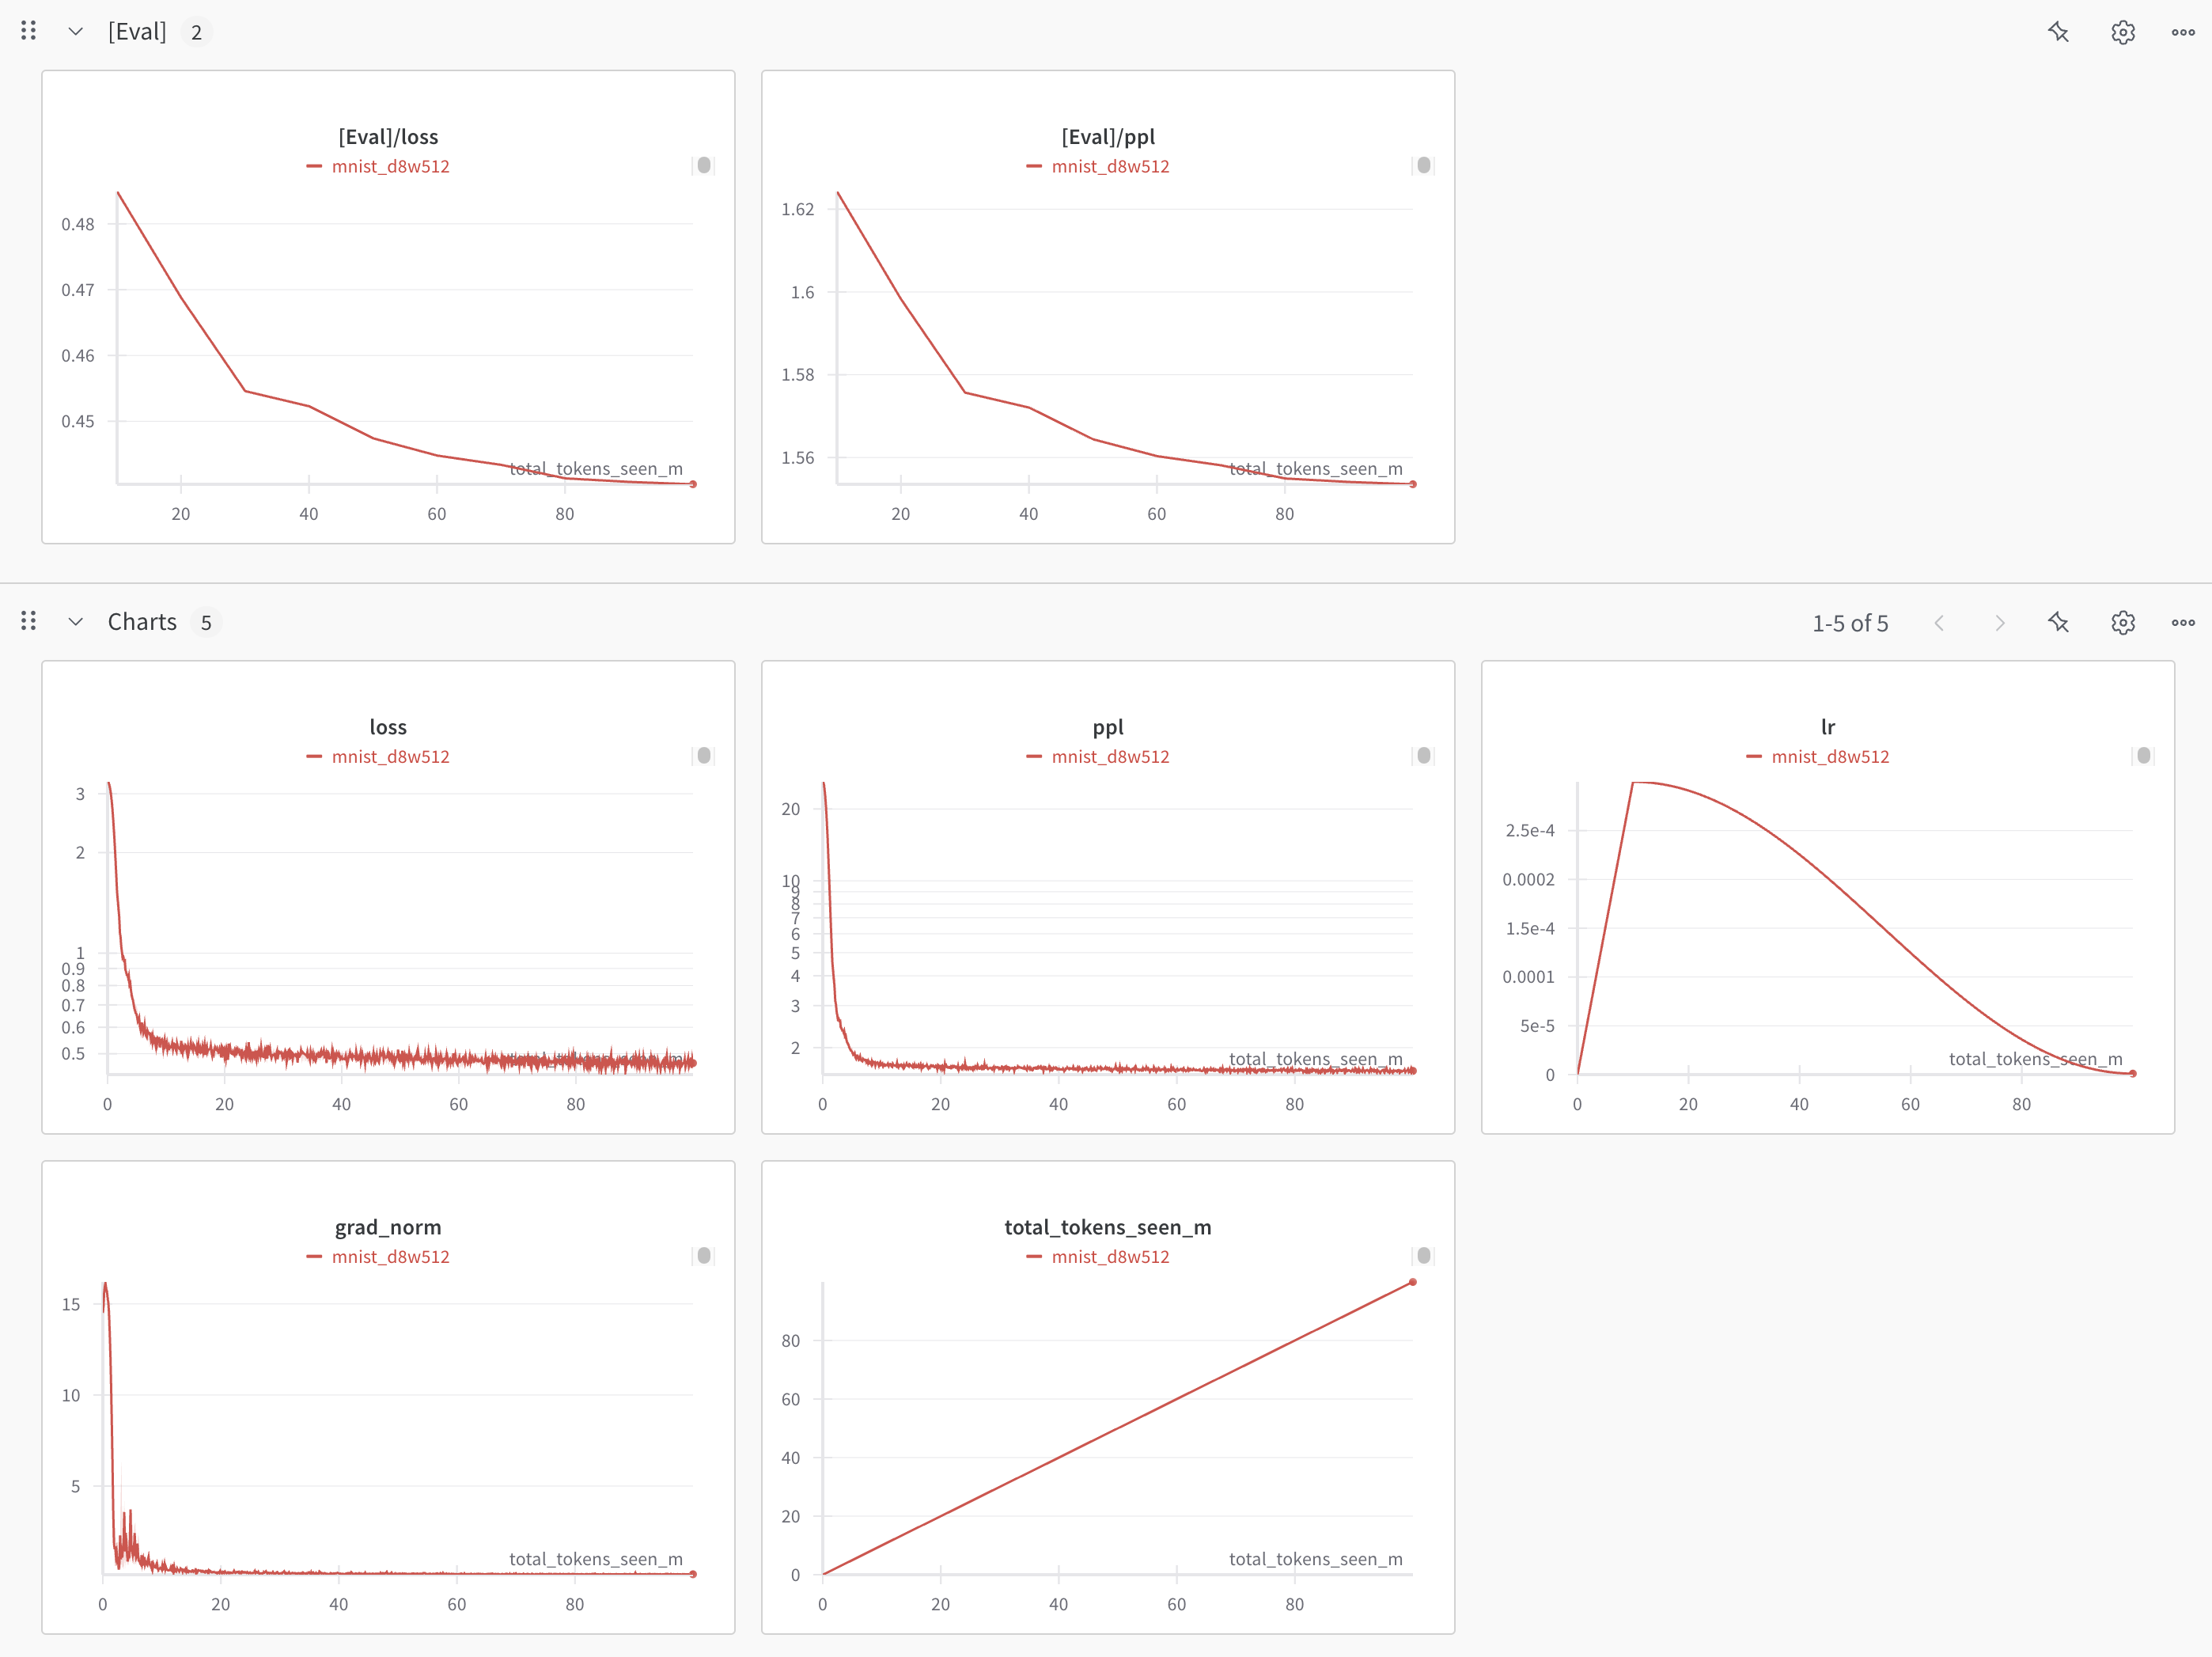 [Eval] 2
[Eval]/loss
mnist_d8w512
0.48
0.47
0.46
0.45
total_tokens_seen_m
20 40 60 80
[Eval]/ppl
mnist_d8w512
1.62
1.6
1.58
1.56
total_tokens_seen_m
20 40 60 80
Charts 5
1-5 of 5
loss
mnist_d8w512
3
2
1
0.9
0.8
0.7
0.6
0.5
total_tokens_seen_m
0 20 40 60 80
ppl
mnist_d8w512
20
10
9
8
7
6
5
4
3
2
total_tokens_seen_m
0 20 40 60 80
lr
mnist_d8w512
2.5e-4
0.0002
1.5e-4
0.0001
5e-5
0
total_tokens_seen_m
0 20 40 60 80
grad_norm
mnist_d8w512
15
10
5
total_tokens_seen_m
0 20 40 60 80
total_tokens_seen_m
mnist_d8w512
80
60
40
20
0
total_tokens_seen_m
0 20 40 60 80